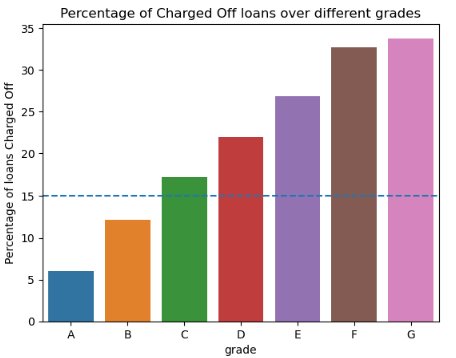 Percentage of Charged Off loans over different grades
Percentage of loans Charged Off
35
30
25
20
15
10
5
0
A B C D E F G
grade